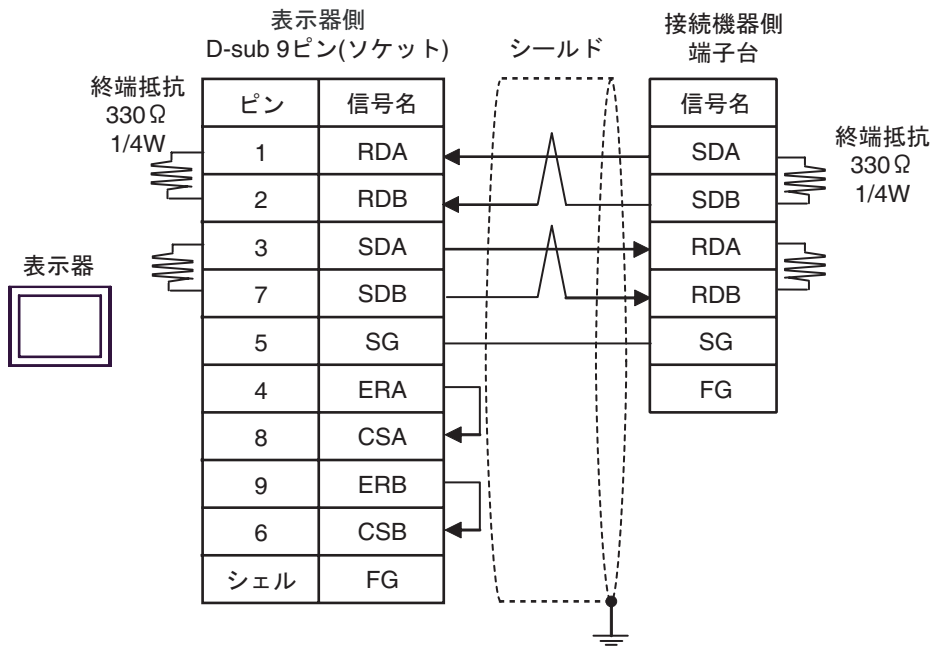 表示器側
D-sub 9ピン(ソケット)
シールド
接続機器側
端子台
終端抵抗
330Ω
1/4W
ピン 信号名
1 RDA
2 RDB
3 SDA
7 SDB
5 SG
4 ERA
8 CSA
9 ERB
6 CSB
シェル FG
表示器
信号名
SDA
SDB
RDA
RDB
SG
FG
終端抵抗
330Ω
1/4W